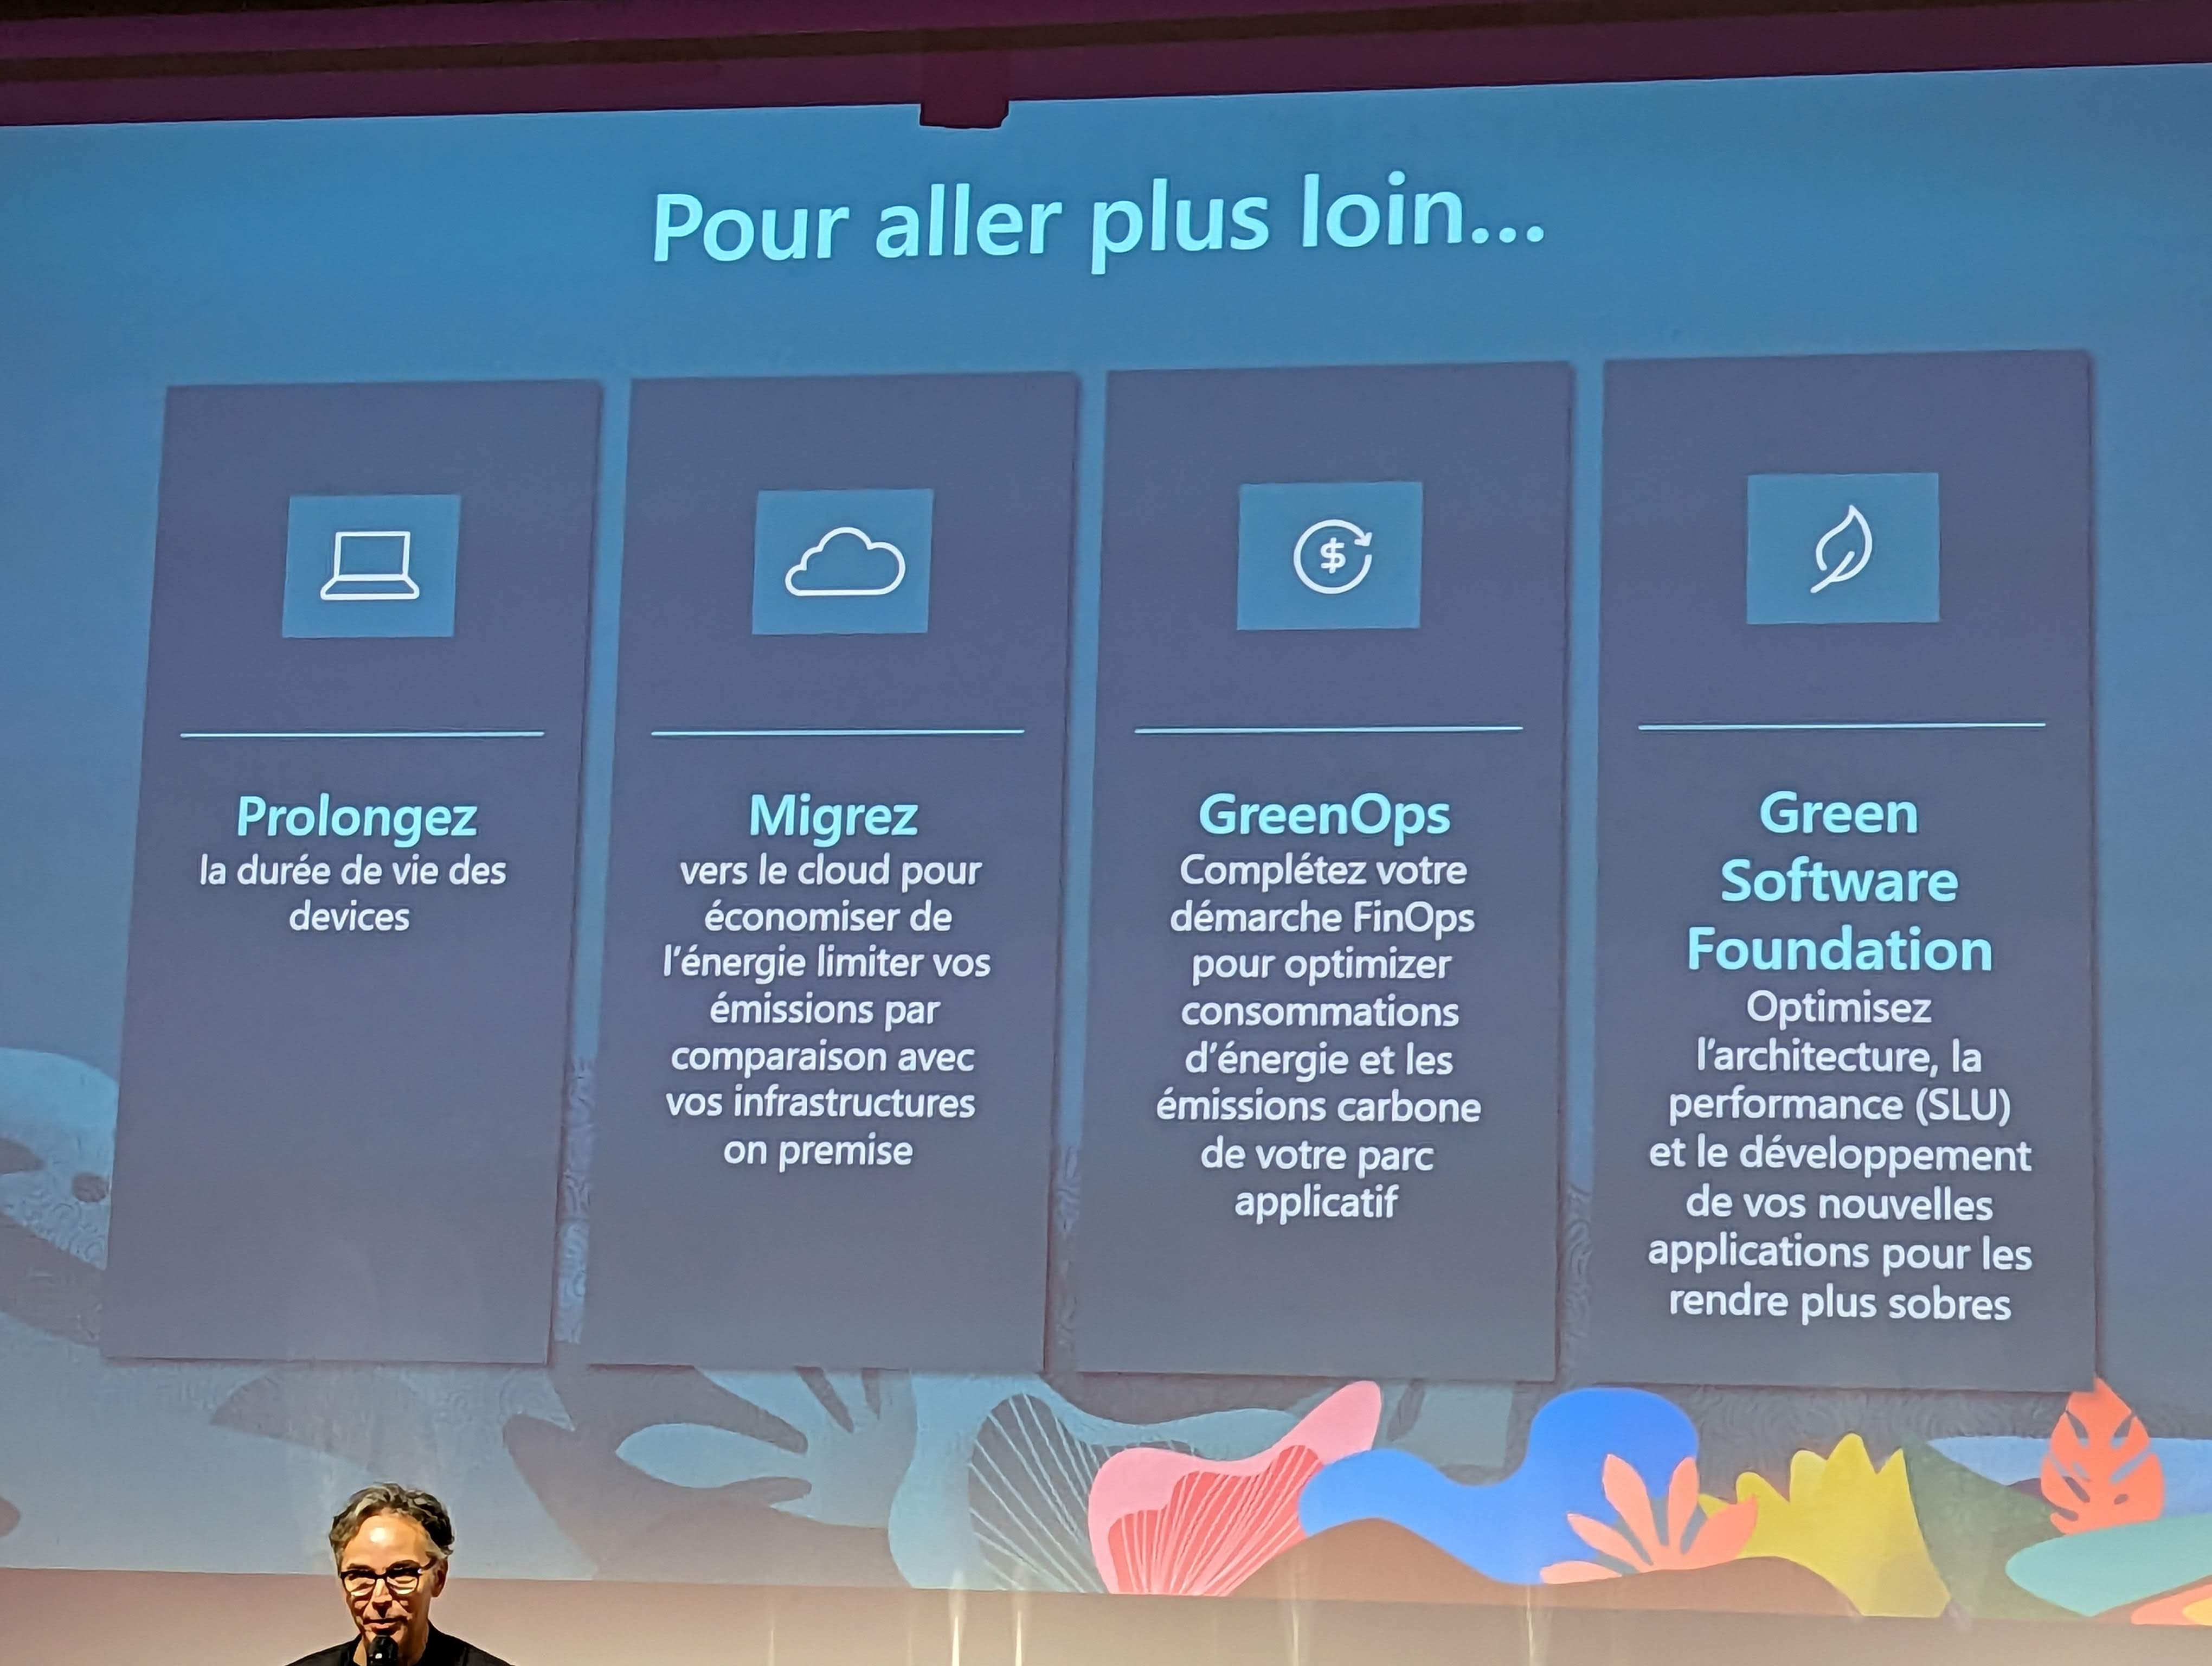 Pour aller plus loin...
$
Prolongez
la durée de vie des
devices
Migrez
vers le cloud pour
économiser de
l'énergie limiter vos
émissions par
comparaison avec
vos infrastructures
on premise
GreenOps
Complétez votre
démarche FinOps
pour optimizer
consommations
d'énergie et les
émissions carbone
de votre parc
applicatif
Green
Software
Foundation
Optimisez
l'architecture, la
performance (SLU)
et le développement
de vos nouvelles
applications pour les
rendre plus sobres